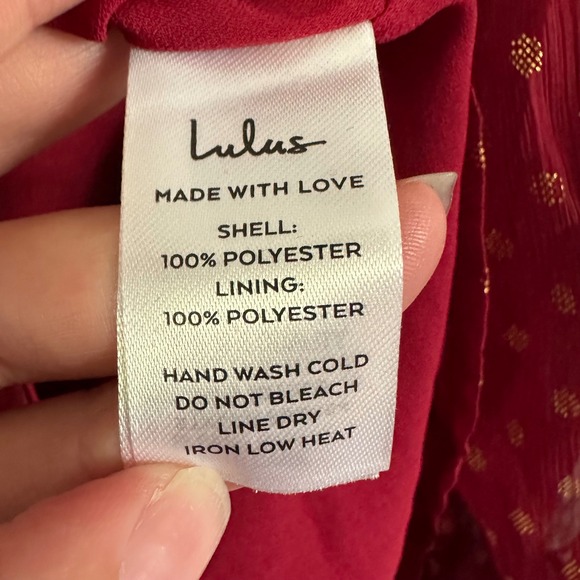 Lulus
MADE WITH LOVE
SHELL:
100% POLYESTER
LINING:
100% POLYESTER
HAND WASH COLD
DO NOT BLEACH
LINE DRY
IRON LOW HEAT